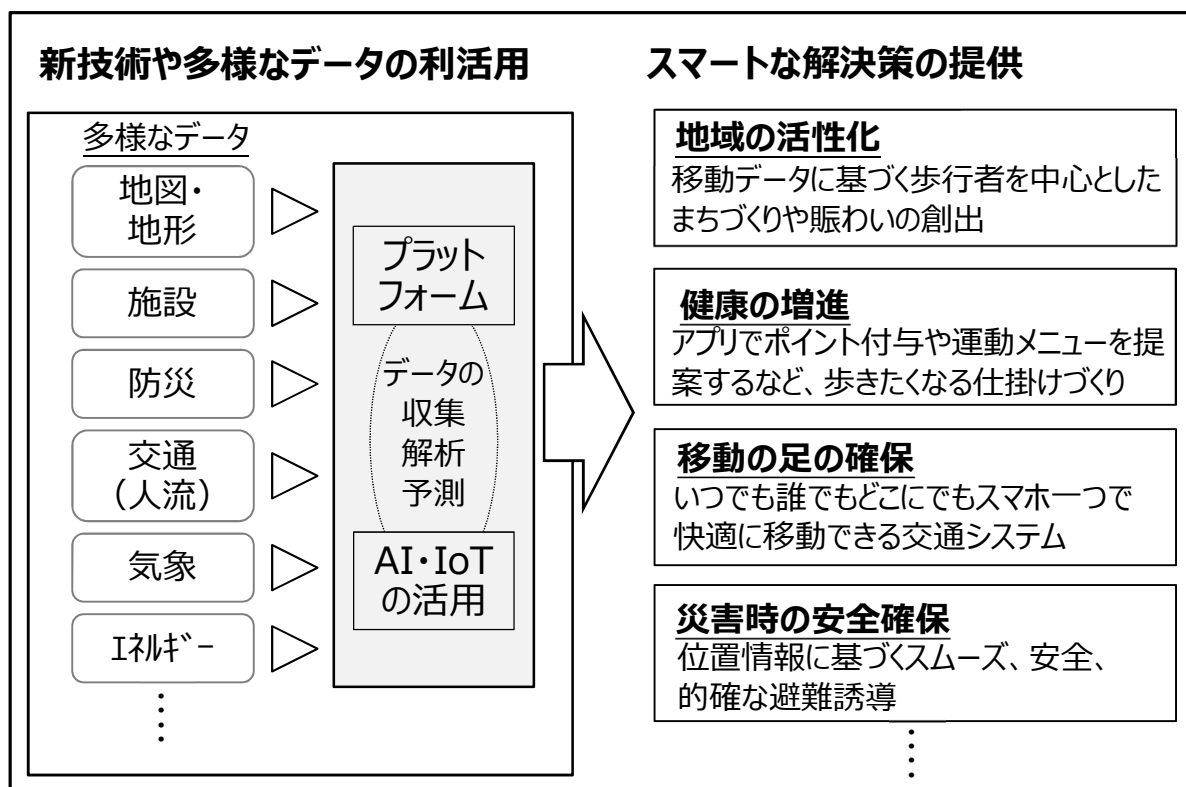 新技術や多様なデータの利活用
多様なデータ
地図・
地形
施設
防災
交通
（人流）
気象
ｴﾈﾙｷﾞｰ
⋮
プラット
フォーム
データの
収集
解析
予測
AI・IoT
の活用
スマートな解決策の提供
地域の活性化
移動データに基づく歩行者を中心とした
まちづくりや賑わいの創出
健康の増進
アプリでポイント付与や運動メニューを提
案するなど、歩きたくなる仕掛けづくり
移動の足の確保
いつでも誰でもどこにでもスマホ一つで
快適に移動できる交通システム
災害時の安全確保
位置情報に基づくスムーズ、安全、
的確な避難誘導
⋮